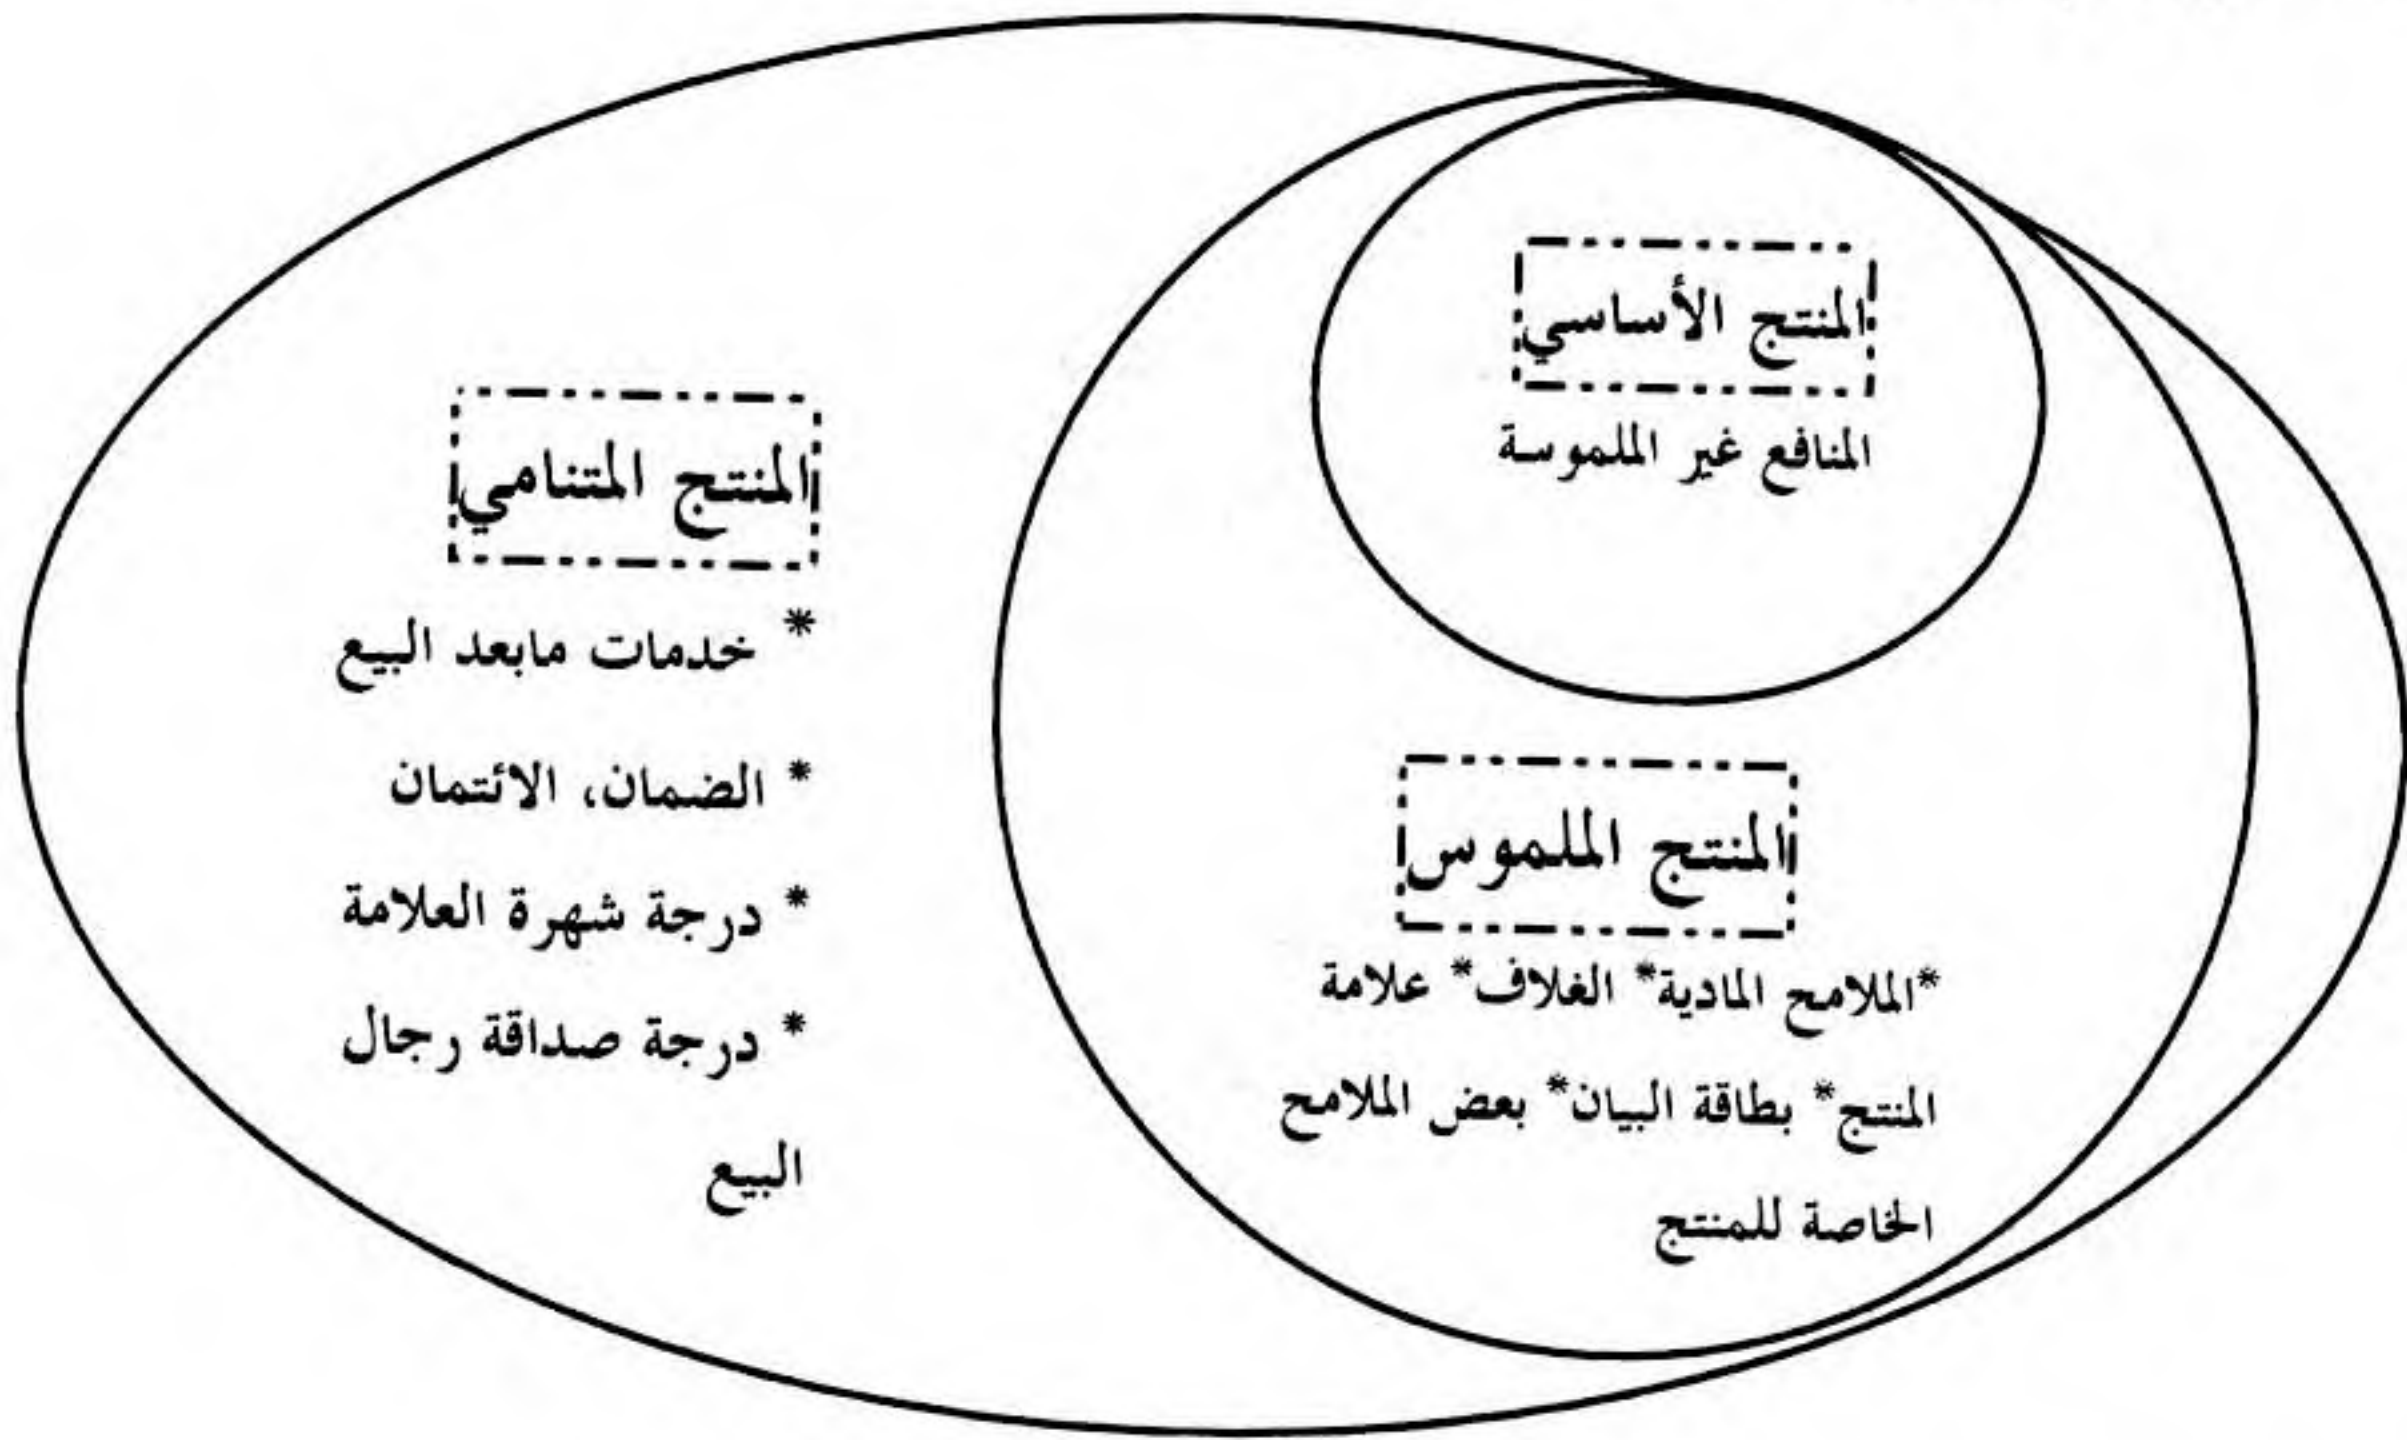 المنتج الأساسي
المنافع غير الملموسة
المنتج الملموس
*الملامح المادية* الغلاف* علامة
المنتج* بطاقة البيان* بعض الملامح
الخاصة للمنتج
المنتج المتنامي
* خدمات مابعد البيع
* الضمان، الائتمان
* درجة شهرة العلامة
* درجة صداقة رجال
البيع